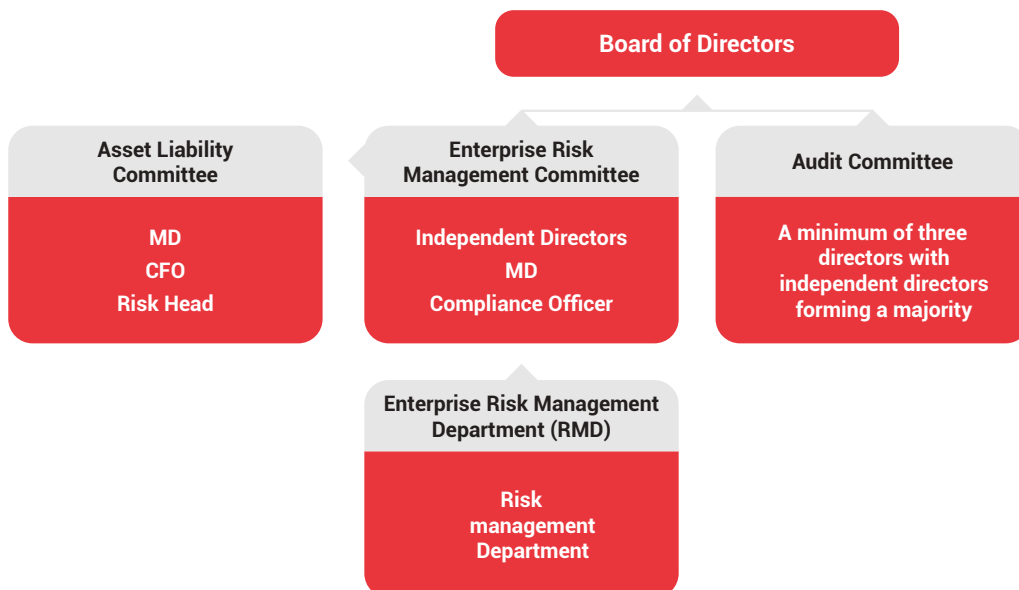 Board of Directors
Asset Liability
Committee
MD
CFO
Risk Head
Enterprise Risk
Management Committee
Independent Directors
MD
Compliance Officer
Audit Committee
A minimum of three
directors with
independent directors
forming a majority
Enterprise Risk Management
Department (RMD)
Risk
management
Department